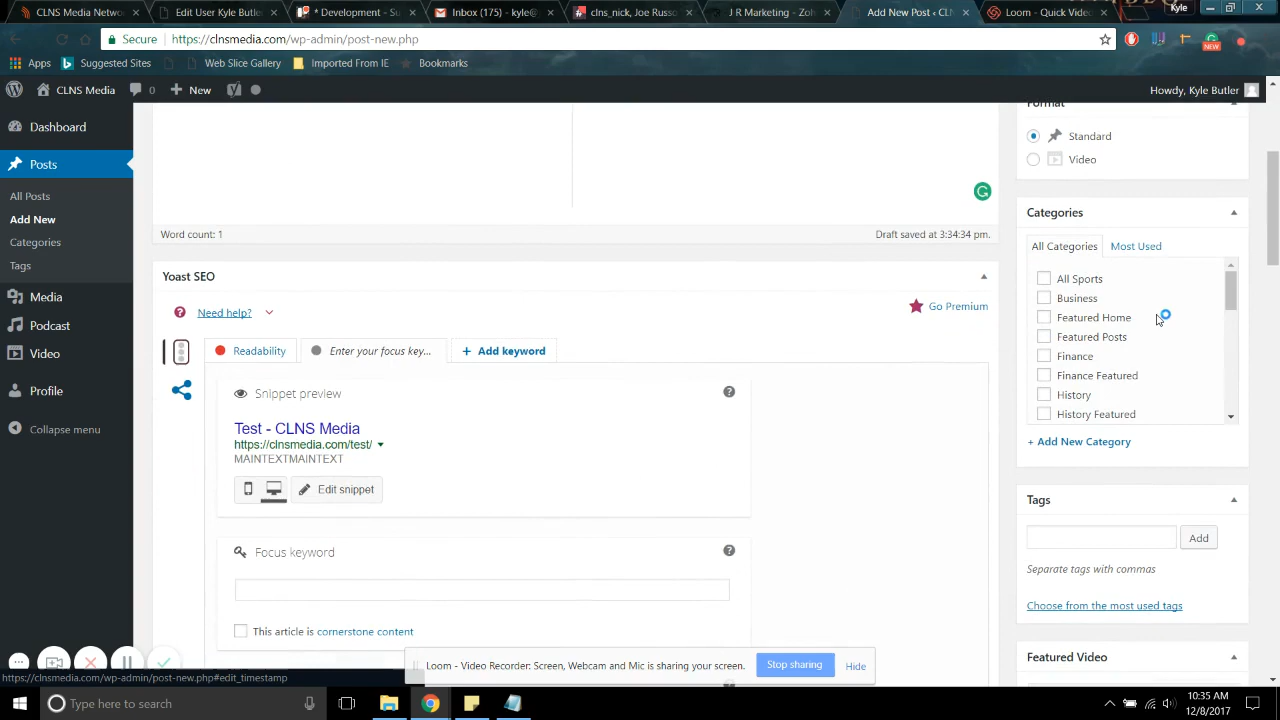 CLNS Media Network
Edit User Kyle Butler
* Development - Su
Inbox (175) - kyle@
clns_nick, Joe Russo
J R Marketing - Zoh
Add New Post ‹ CLN
Loom - Quick Video
Kyle
Secure
https://clnsmedia.com/wp-admin/post-new.php
NEW
Apps
Suggested Sites
Web Slice Gallery
Imported From IE
Bookmarks
CLNS Media
0
New
Howdy, Kyle Butler
Dashboard
Posts
All Posts
Add New
Categories
Tags
Media
Podcast
Video
Profile
Collapse menu
Word count: 1
Draft saved at 3:34:34 pm.
Yoast SEO
Need help?
Go Premium
Readability
Enter your focus key...
+ Add keyword
Snippet preview
Test - CLNS Media
https://clnsmedia.com/test/
MAINTEXTMAINTEXT
Edit snippet
Focus keyword
This article is cornerstone content
Format
Standard
Video
Categories
All Categories
Most Used
All Sports
Business
Featured Home
Featured Posts
Finance
Finance Featured
History
History Featured
+ Add New Category
Tags
Add
Separate tags with commas
Choose from the most used tags
Featured Video
Loom - Video Recorder: Screen, Webcam and Mic is sharing your screen.
Stop sharing
Hide
https://clnsmedia.com/wp-admin/post-new.php#edit_timestamp
Type here to search
10:35 AM
12/8/2017